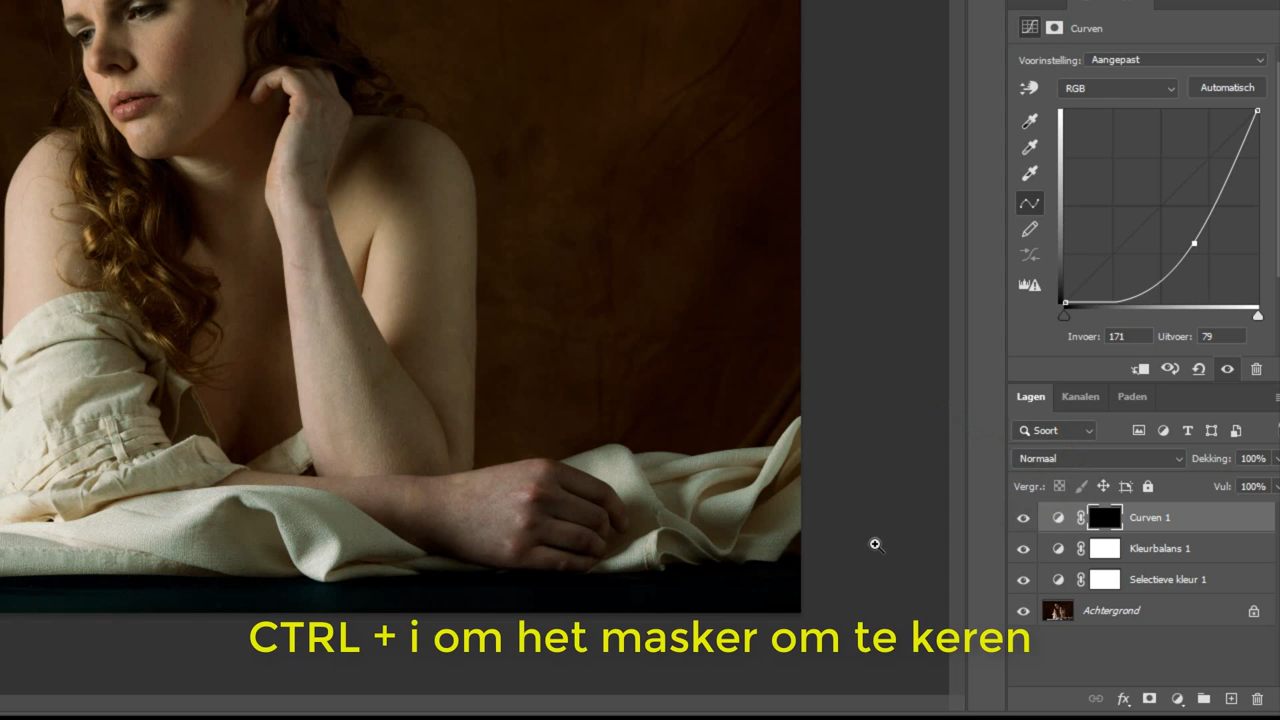 Curven
Voorinstelling: Aangepast
RGB Automatisch
Invoer: 171 Uitvoer: 79
Lagen Kanalen Paden
Soort
Normaal Dekking: 100%
Vergr.: Vul: 100%
Curven 1
Kleurbalans 1
Selectieve kleur 1
Achtergrond
fx
CTRL + i om het masker om te keren